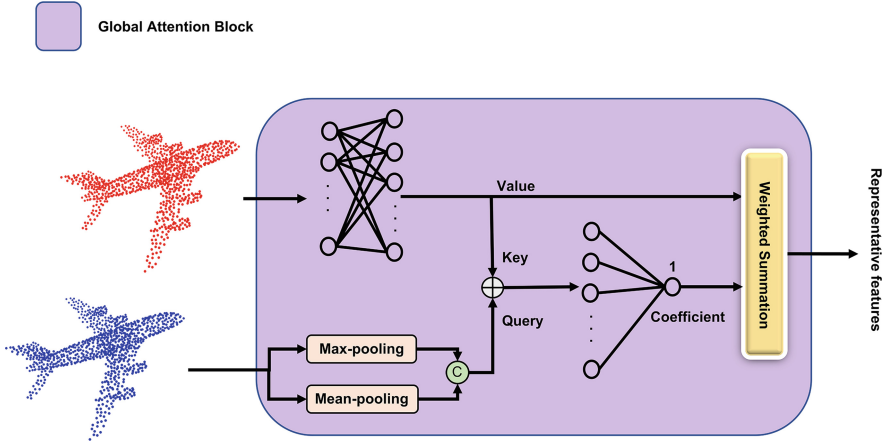 Global Attention Block
Value
Key
Query
1
Coefficient
Max-pooling
Mean-pooling
C
Weighted Summation
Representative features